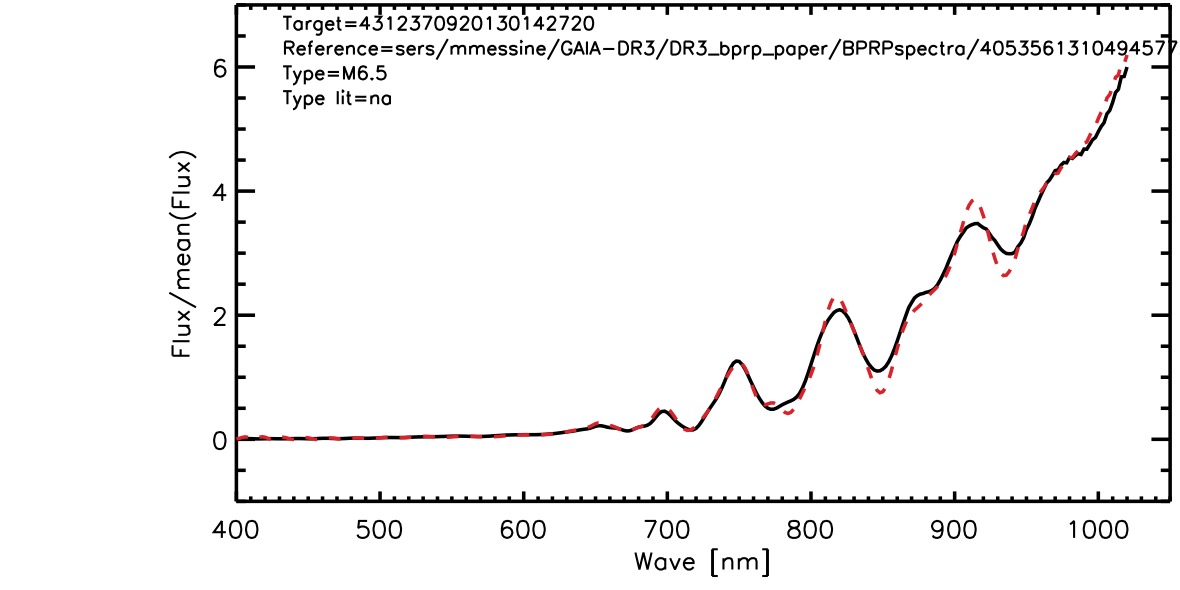 Target=4312370920130142720
Reference=sers/mmessine/GAIA-DR3/DR3_bprp_paper/BPRPspectra/4053561310494577
Type=M6.5
Type lit=na
6
4
2
0
Flux/mean(Flux)
400 500 600 700 800 900 1000
Wave [nm]